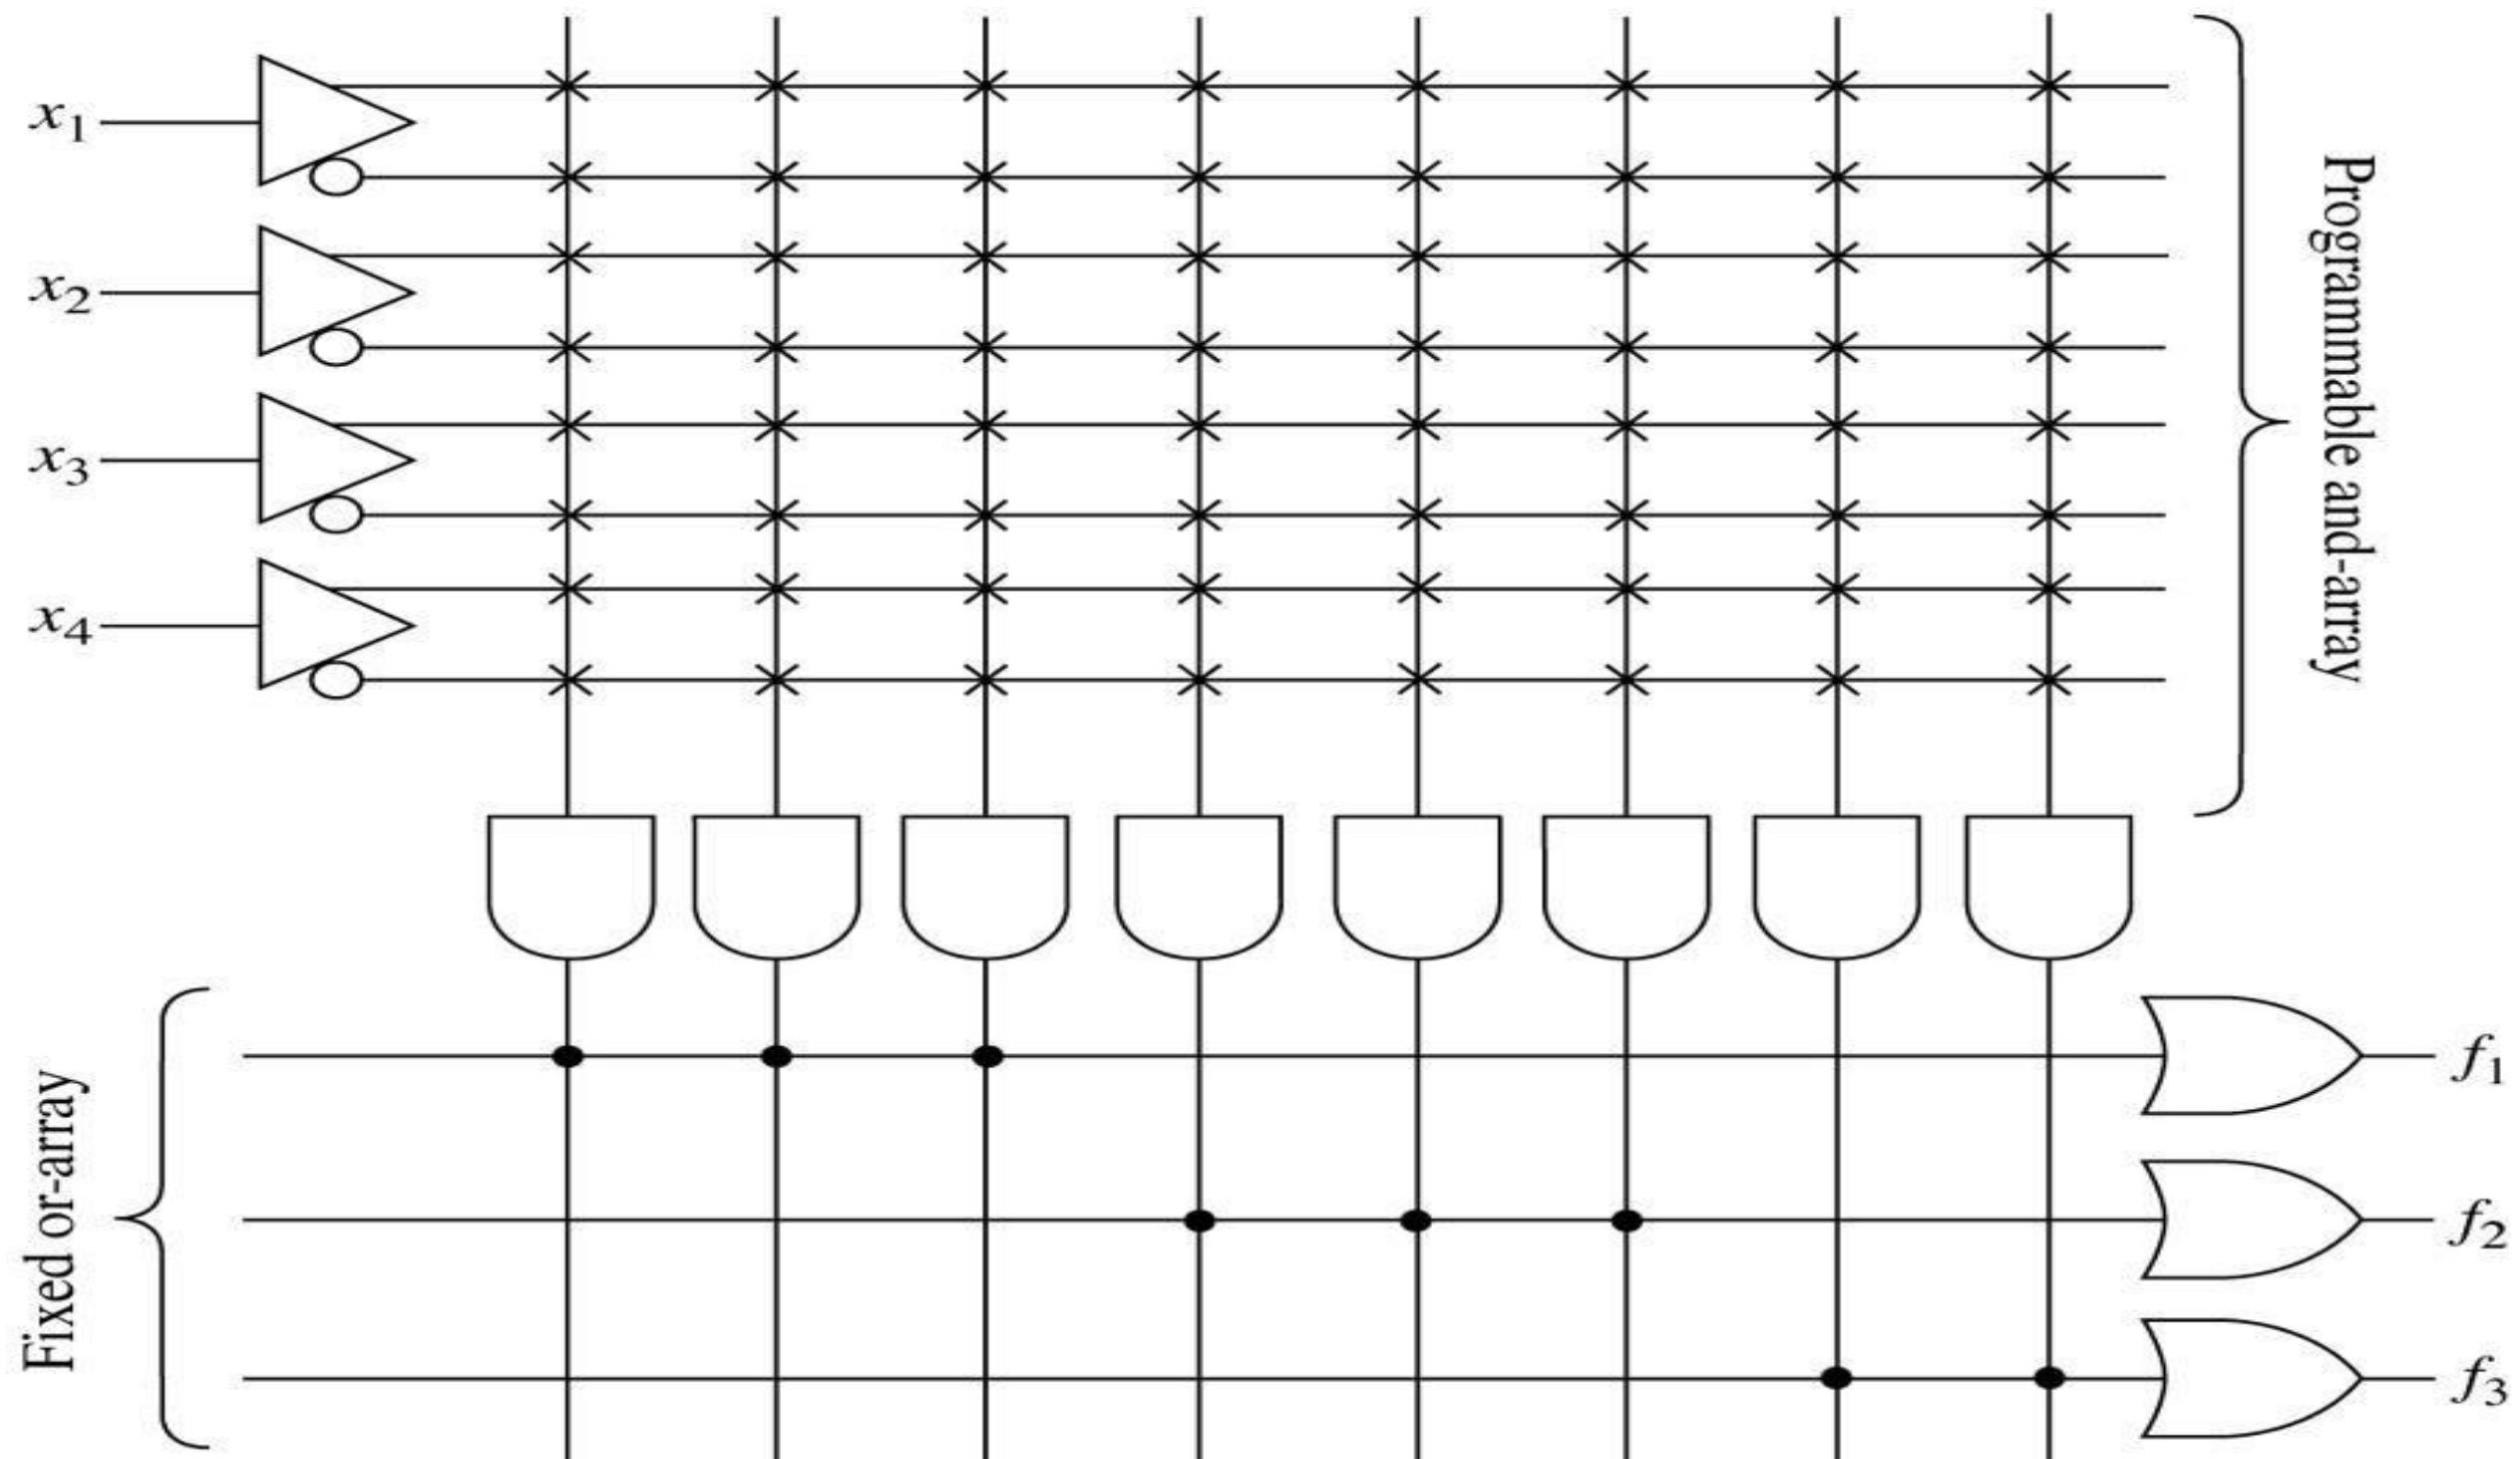 x1
x2
x3
x4
Programmable and-array
Fixed or-array
f1
f2
f3